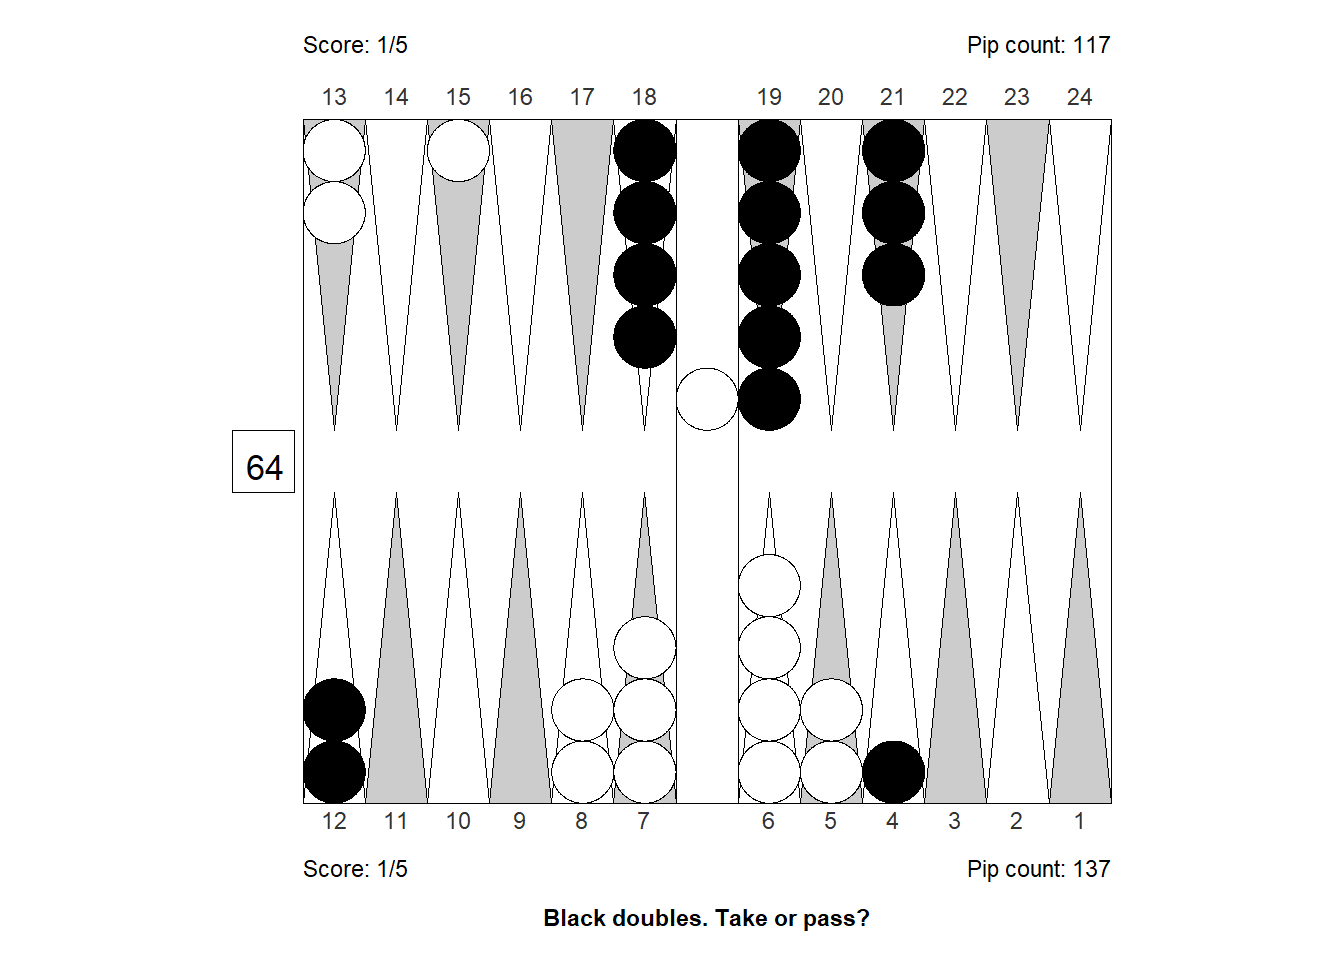 Score: 1/5 Pip count: 117
13 14 15 16 17 18 19 20 21 22 23 24
64
12 11 10 9 8 7 6 5 4 3 2 1
Score: 1/5 Pip count: 137
Black doubles. Take or pass?